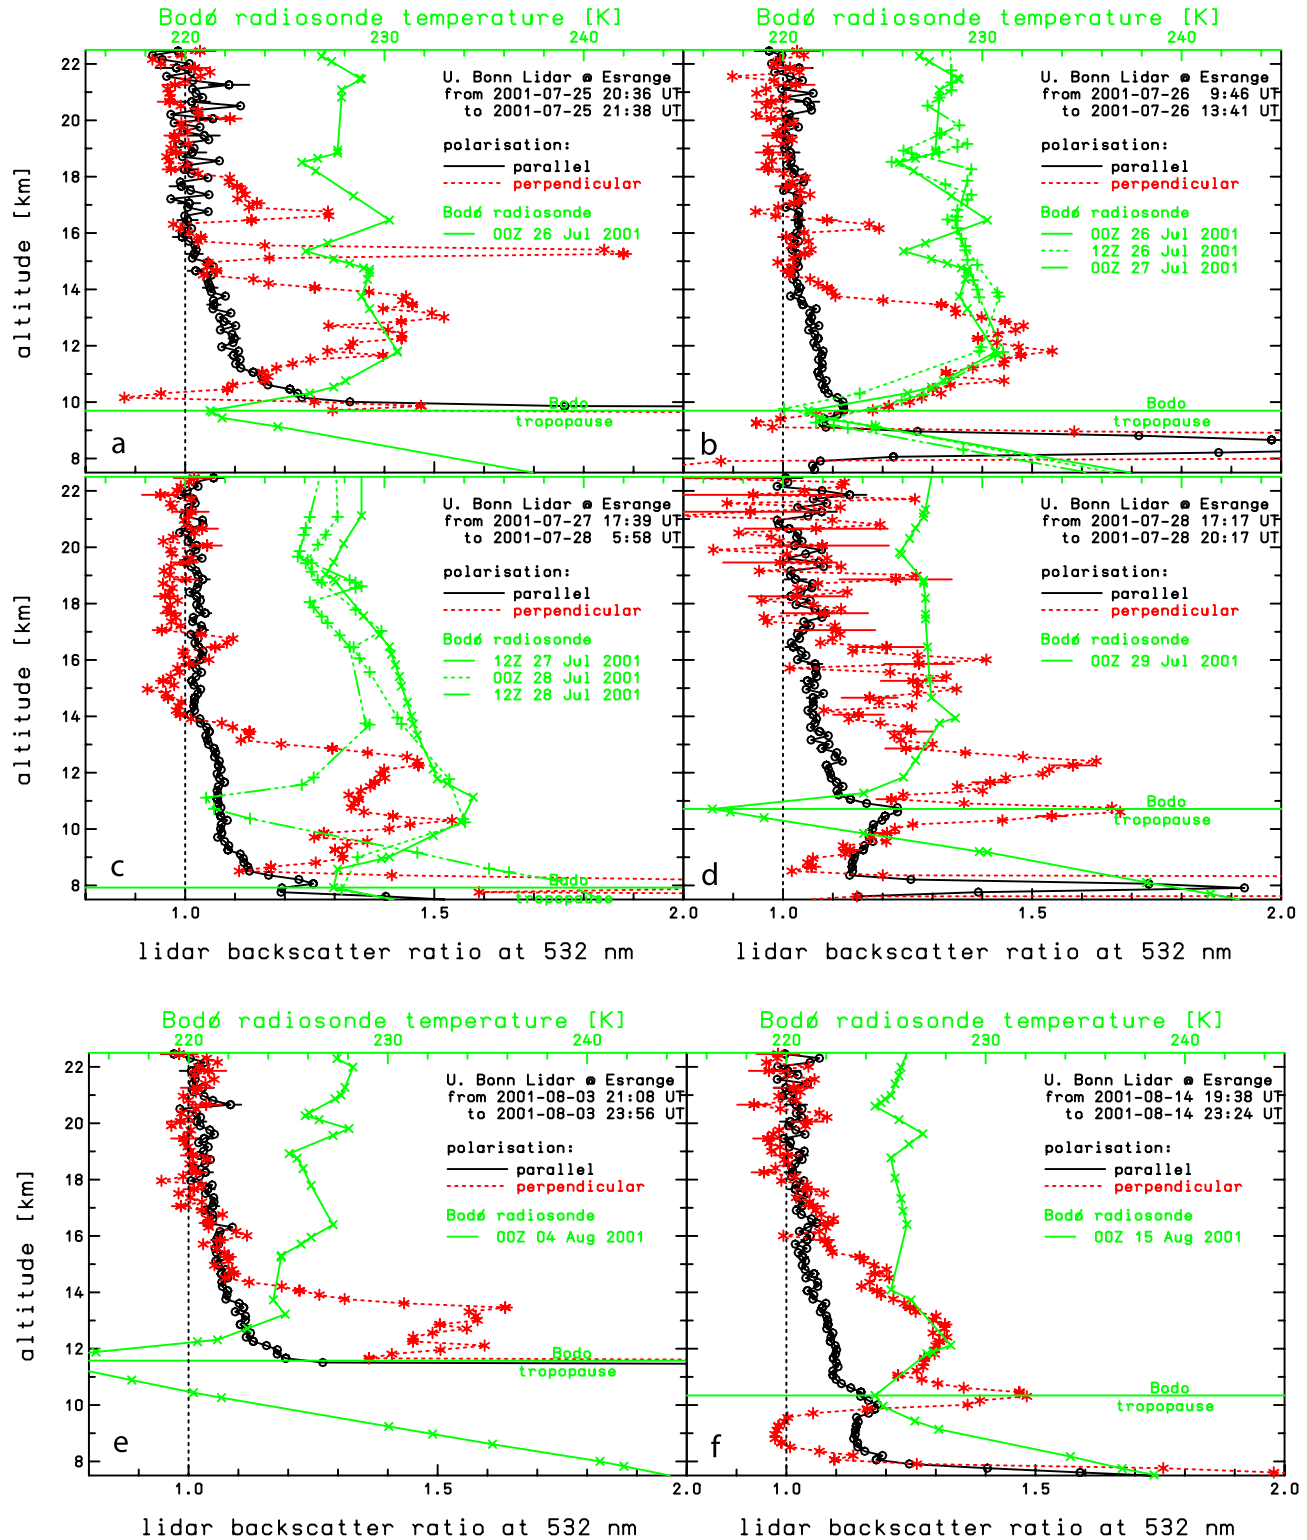 Bodø radiosonde temperature [K]
220 230 240
22
20
18
16
14
12
10
8
altitude [km]
U. Bonn Lidar @ Esrange
from 2001-07-25 20:36 UT
to 2001-07-25 21:38 UT
polarisation:
parallel
perpendicular
Bodø radiosonde
00Z 26 Jul 2001
Bodo
tropopause
a
Bodø radiosonde temperature [K]
220 230 240
U. Bonn Lidar @ Esrange
from 2001-07-26 9:46 UT
to 2001-07-26 13:41 UT
polarisation:
parallel
perpendicular
Bodø radiosonde
00Z 26 Jul 2001
12Z 26 Jul 2001
00Z 27 Jul 2001
Bodo
tropopause
b
22
20
18
16
14
12
10
8
altitude [km]
U. Bonn Lidar @ Esrange
from 2001-07-27 17:39 UT
to 2001-07-28 5:58 UT
polarisation:
parallel
perpendicular
Bodø radiosonde
12Z 27 Jul 2001
00Z 28 Jul 2001
12Z 28 Jul 2001
Bodo
tropopause
c
1.0 1.5 2.0
lidar backscatter ratio at 532 nm
U. Bonn Lidar @ Esrange
from 2001-07-28 17:17 UT
to 2001-07-28 20:17 UT
polarisation:
parallel
perpendicular
Bodø radiosonde
00Z 29 Jul 2001
Bodo
tropopause
d
1.0 1.5 2.0
lidar backscatter ratio at 532 nm
Bodø radiosonde temperature [K]
220 230 240
22
20
18
16
14
12
10
8
altitude [km]
U. Bonn Lidar @ Esrange
from 2001-08-03 21:08 UT
to 2001-08-03 23:56 UT
polarisation:
parallel
perpendicular
Bodø radiosonde
00Z 04 Aug 2001
Bodo
tropopause
e
1.0 1.5 2.0
lidar backscatter ratio at 532 nm
Bodø radiosonde temperature [K]
220 230 240
U. Bonn Lidar @ Esrange
from 2001-08-14 19:38 UT
to 2001-08-14 23:24 UT
polarisation:
parallel
perpendicular
Bodø radiosonde
00Z 15 Aug 2001
Bodo
tropopause
f
1.0 1.5 2.0
lidar backscatter ratio at 532 nm